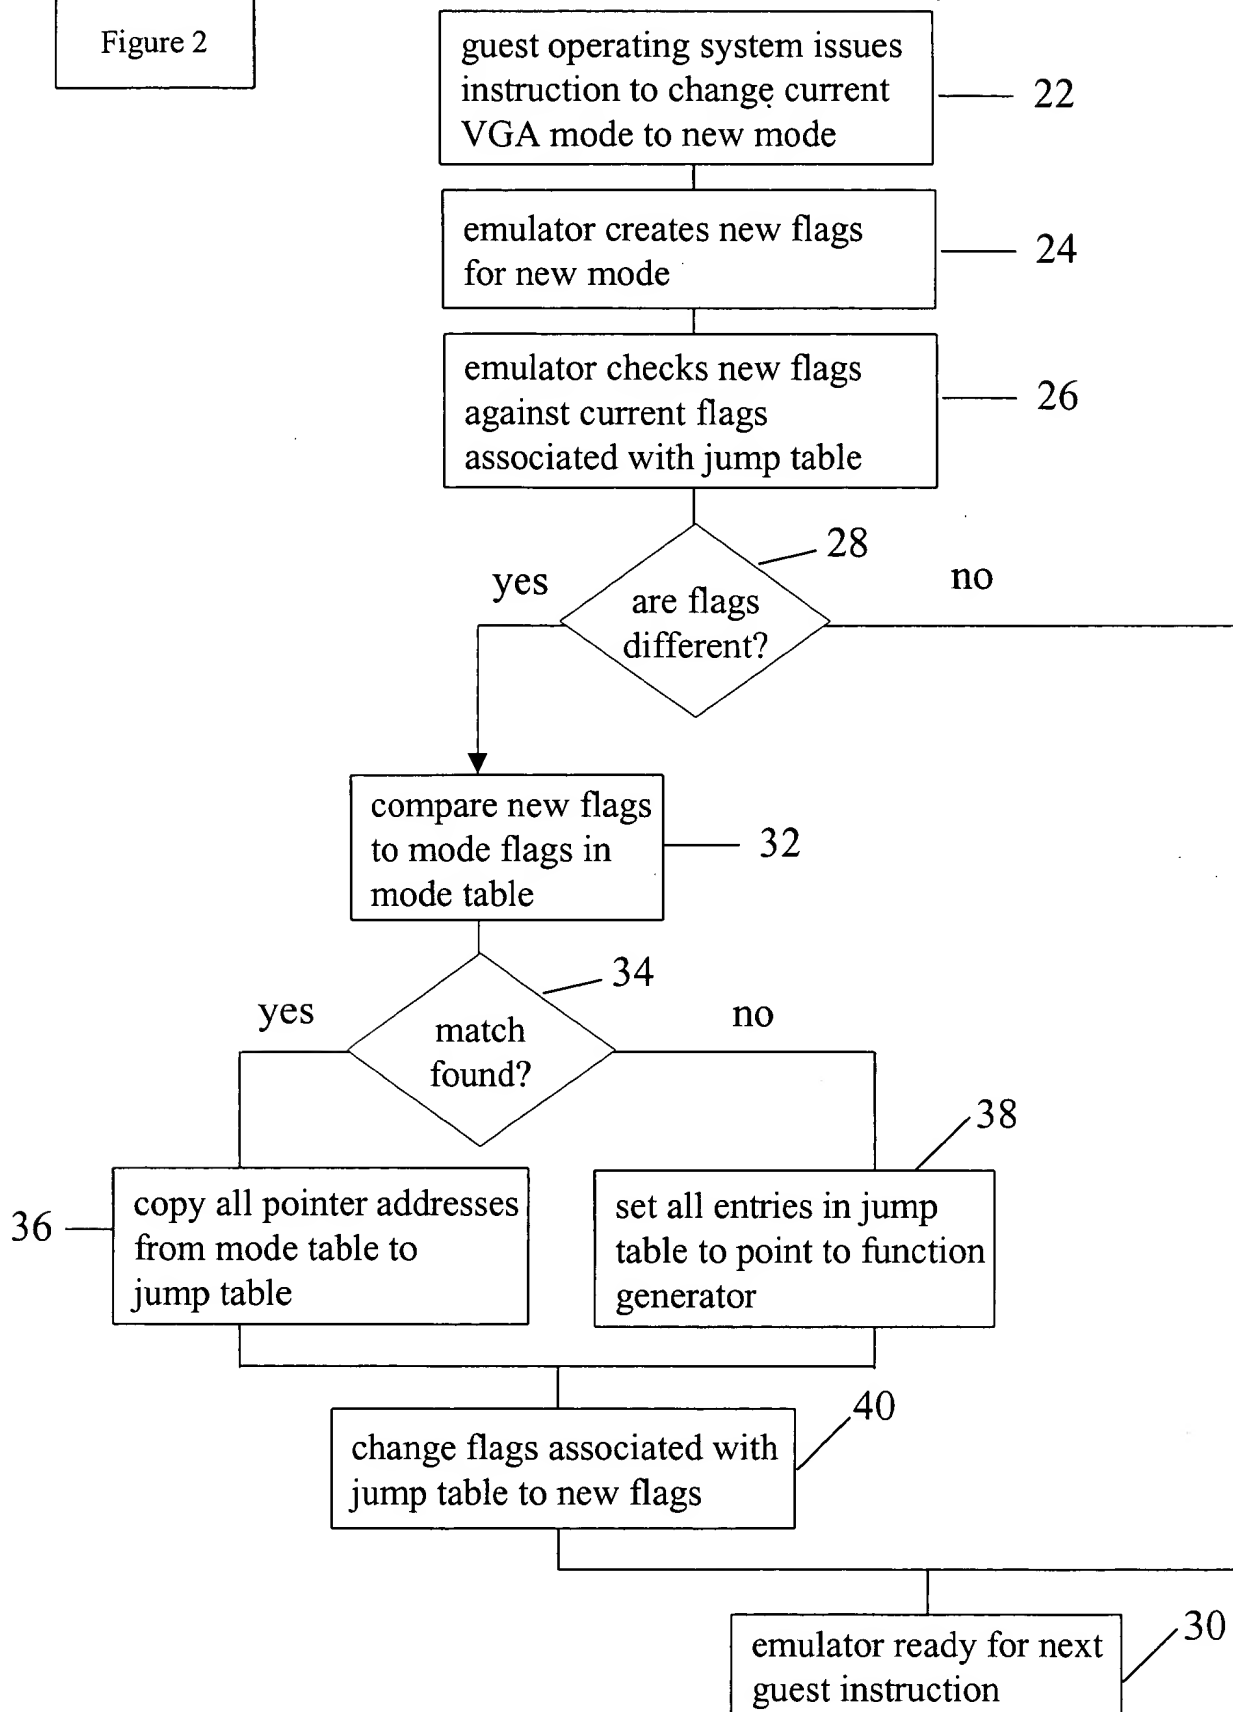 Figure 2
guest operating system issues
instruction to change current
VGA mode to new mode
22
emulator creates new flags
for new mode
24
emulator checks new flags
against current flags
associated with jump table
26
28
yes
no
are flags
different?
compare new flags
to mode flags in
mode table
32
34
yes
no
match
found?
38
36
copy all pointer addresses
from mode table to
jump table
set all entries in jump
table to point to function
generator
40
change flags associated with
jump table to new flags
30
emulator ready for next
guest instruction